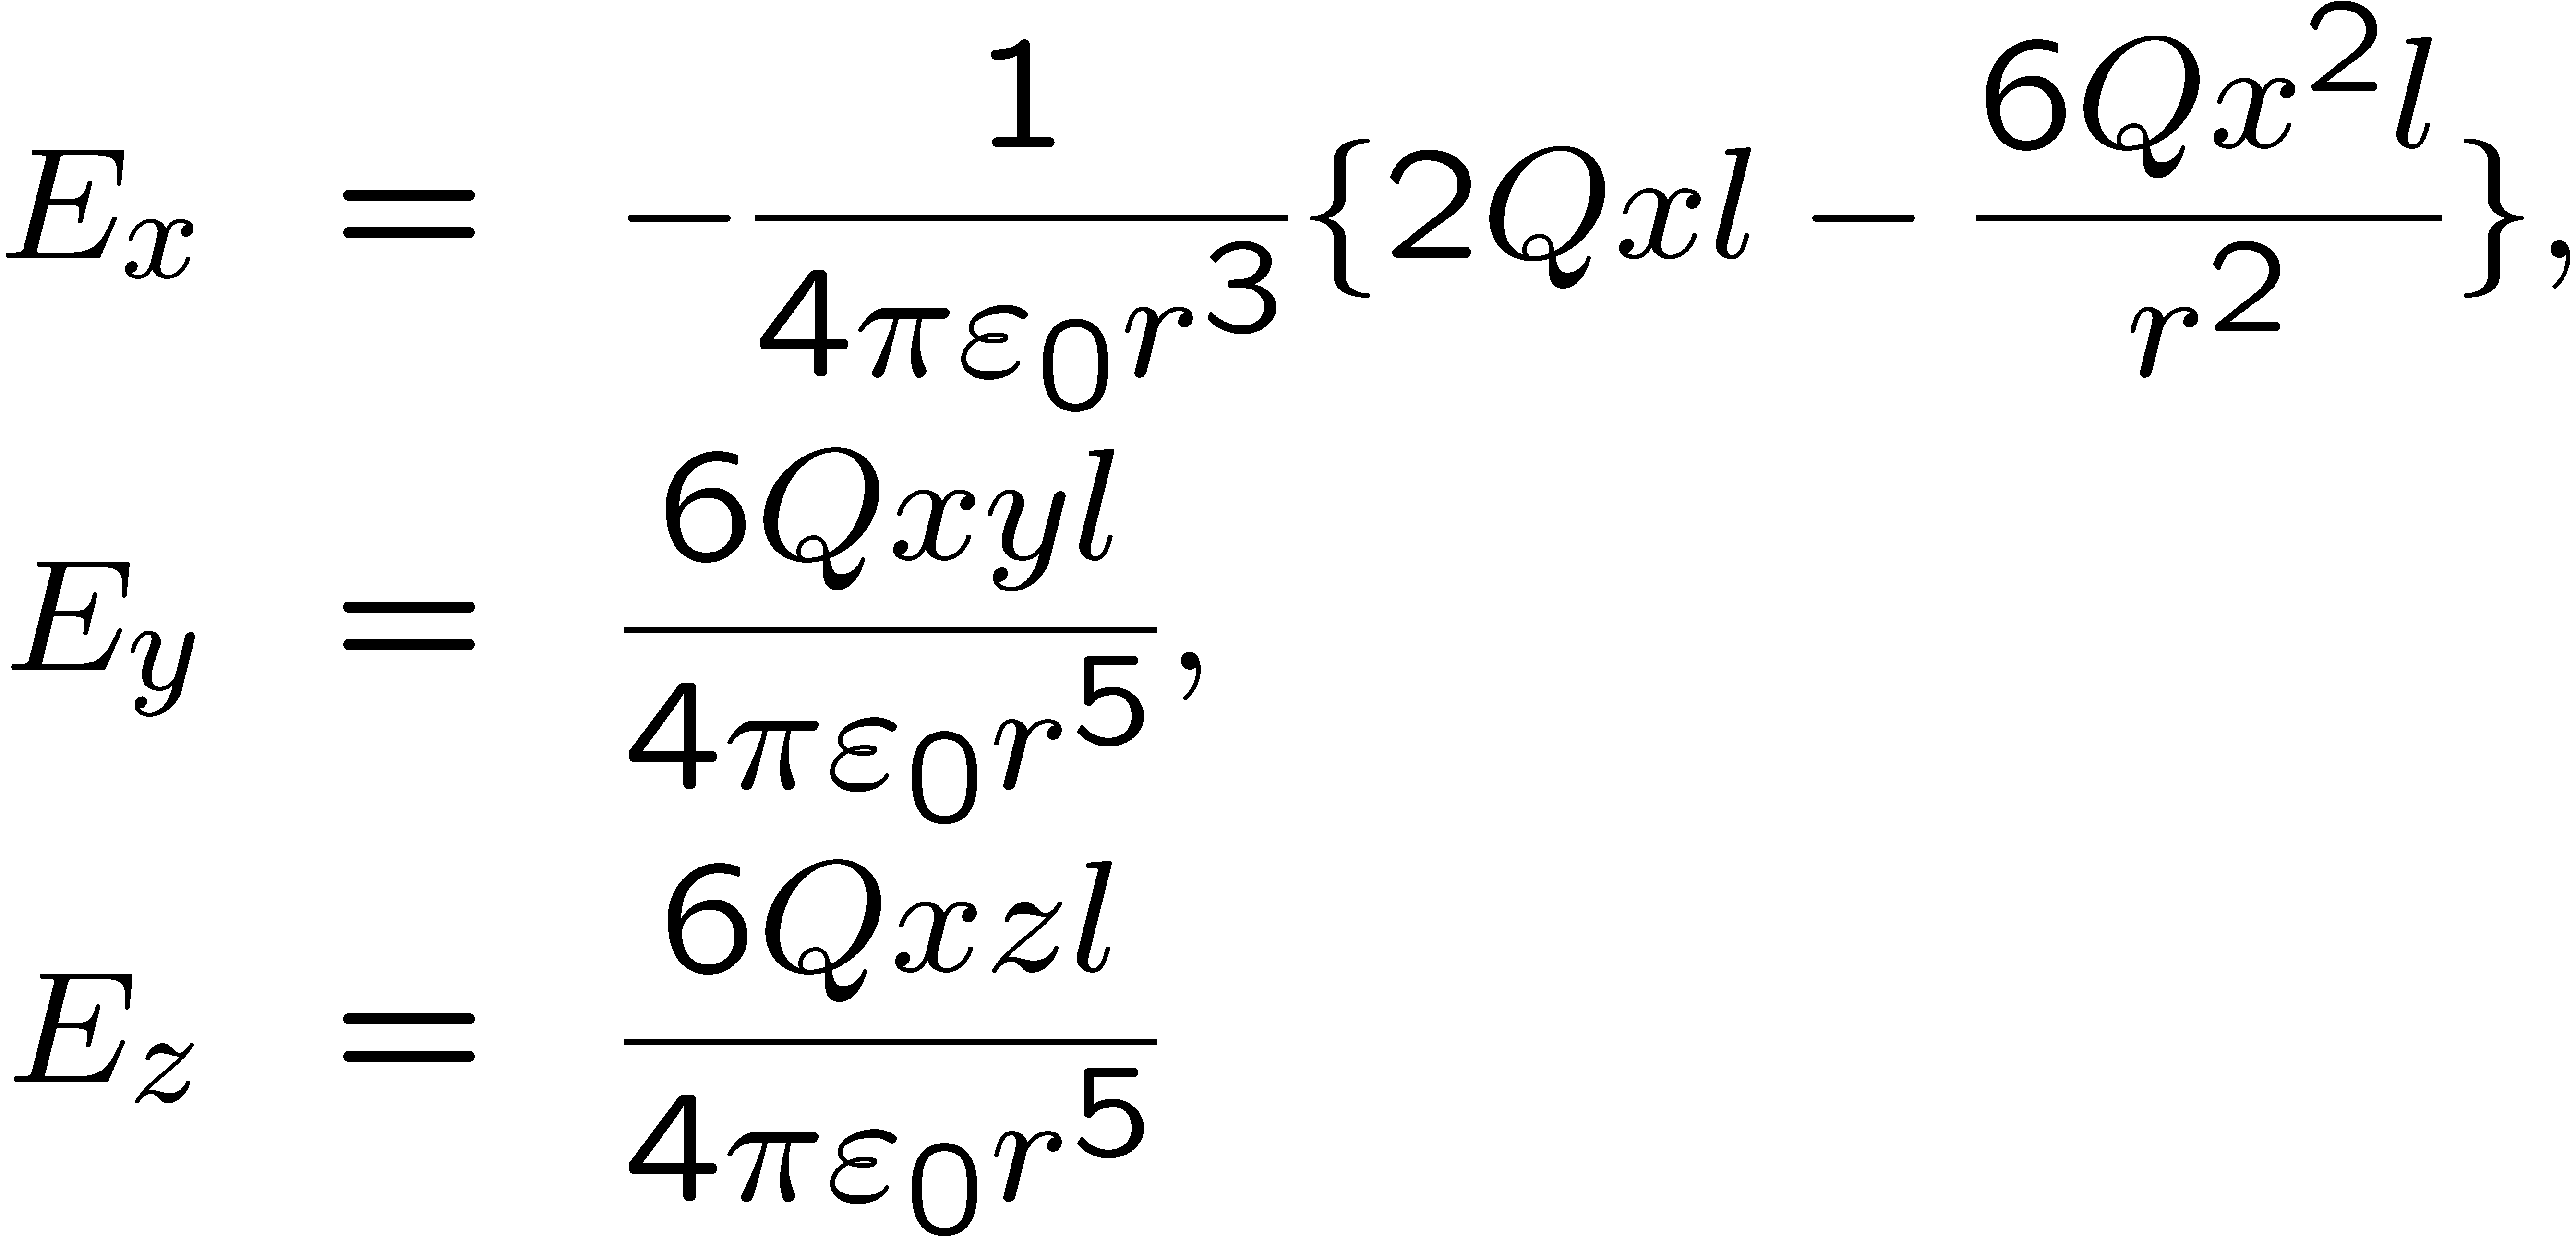 E_x = -\frac{1}{4\pi\varepsilon_0 r^3}\{2Qxl - \frac{6Qx^2l}{r^2}\},
E_y = \frac{6Qxyl}{4\pi\varepsilon_0 r^5},
E_z = \frac{6Qxzl}{4\pi\varepsilon_0 r^5}